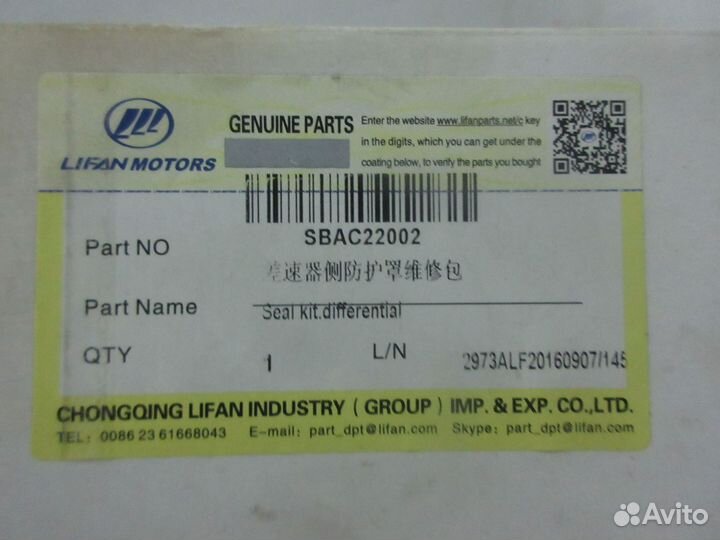 LIFAN MOTORS
GENUINE PARTS
Enter the website www.lifanparts.net/c key
in the digits, which you can get under the
coating below, to verify the parts you bought
Part NO
SBAC22002
差速器侧防护罩维修包
Part Name
Seal kit.differential
QTY
1
L/N
2973ALF20160907/145
CHONGQING LIFAN INDUSTRY ( GROUP ) IMP. & EXP. CO.,LTD.
TEL: 0086 23 61668043 E-mail: part_dpt@lifan.com Skype: part_dpt@lifan.com
Avito